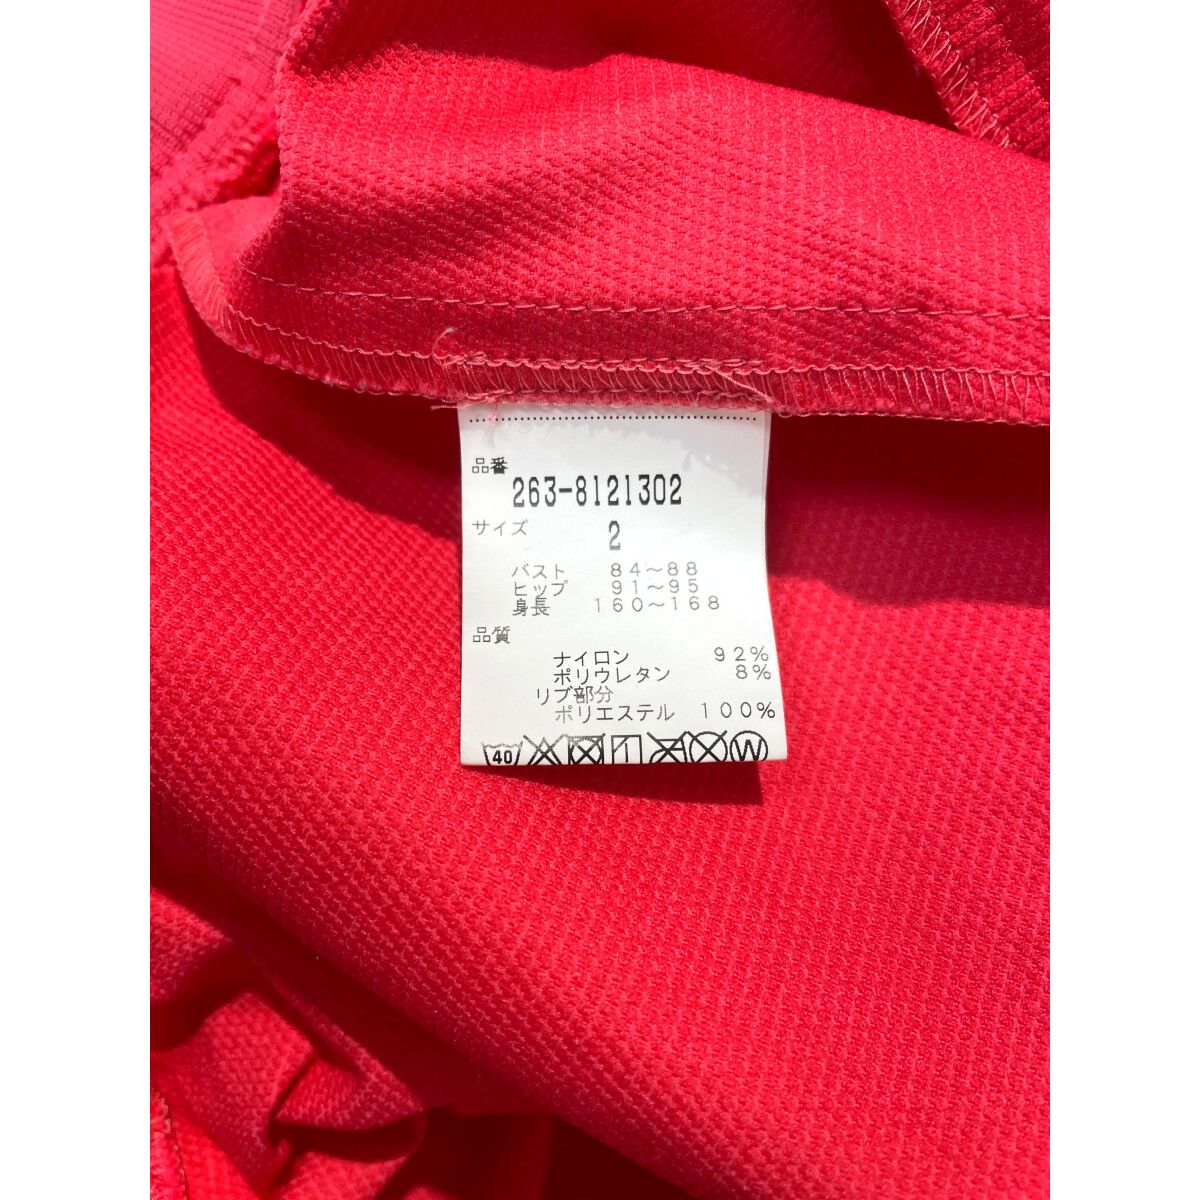 品番
263-8121302
サイズ 2
バスト 84～88
ヒップ 91～95
身長 160～168
品質
ナイロン 92%
ポリウレタン 8%
リブ部分
ポリエステル 100%
40 W